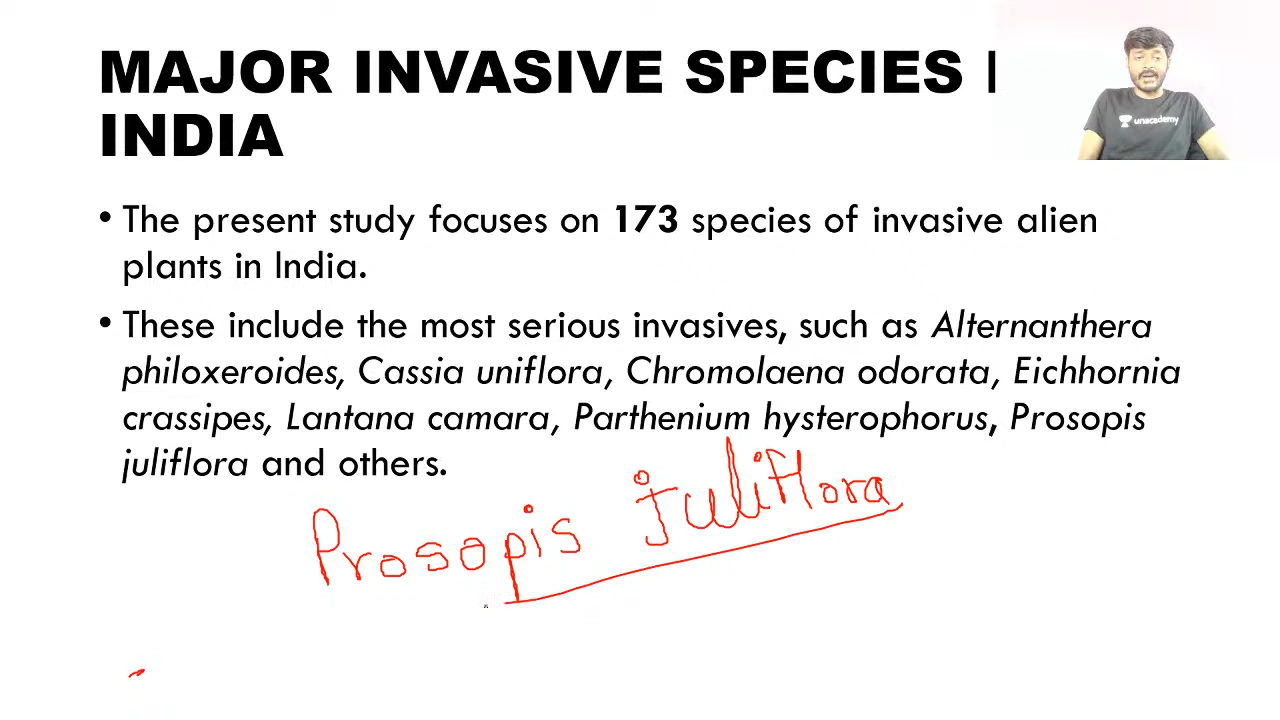 MAJOR INVASIVE SPECIES I
INDIA
• The present study focuses on 173 species of invasive alien
plants in India.
• These include the most serious invasives, such as Alternanthera
philoxeroides, Cassia uniflora, Chromolaena odorata, Eichhornia
crassipes, Lantana camara, Parthenium hysterophorus, Prosopis
juliflora and others.
Prosopis juliflora
unacademy